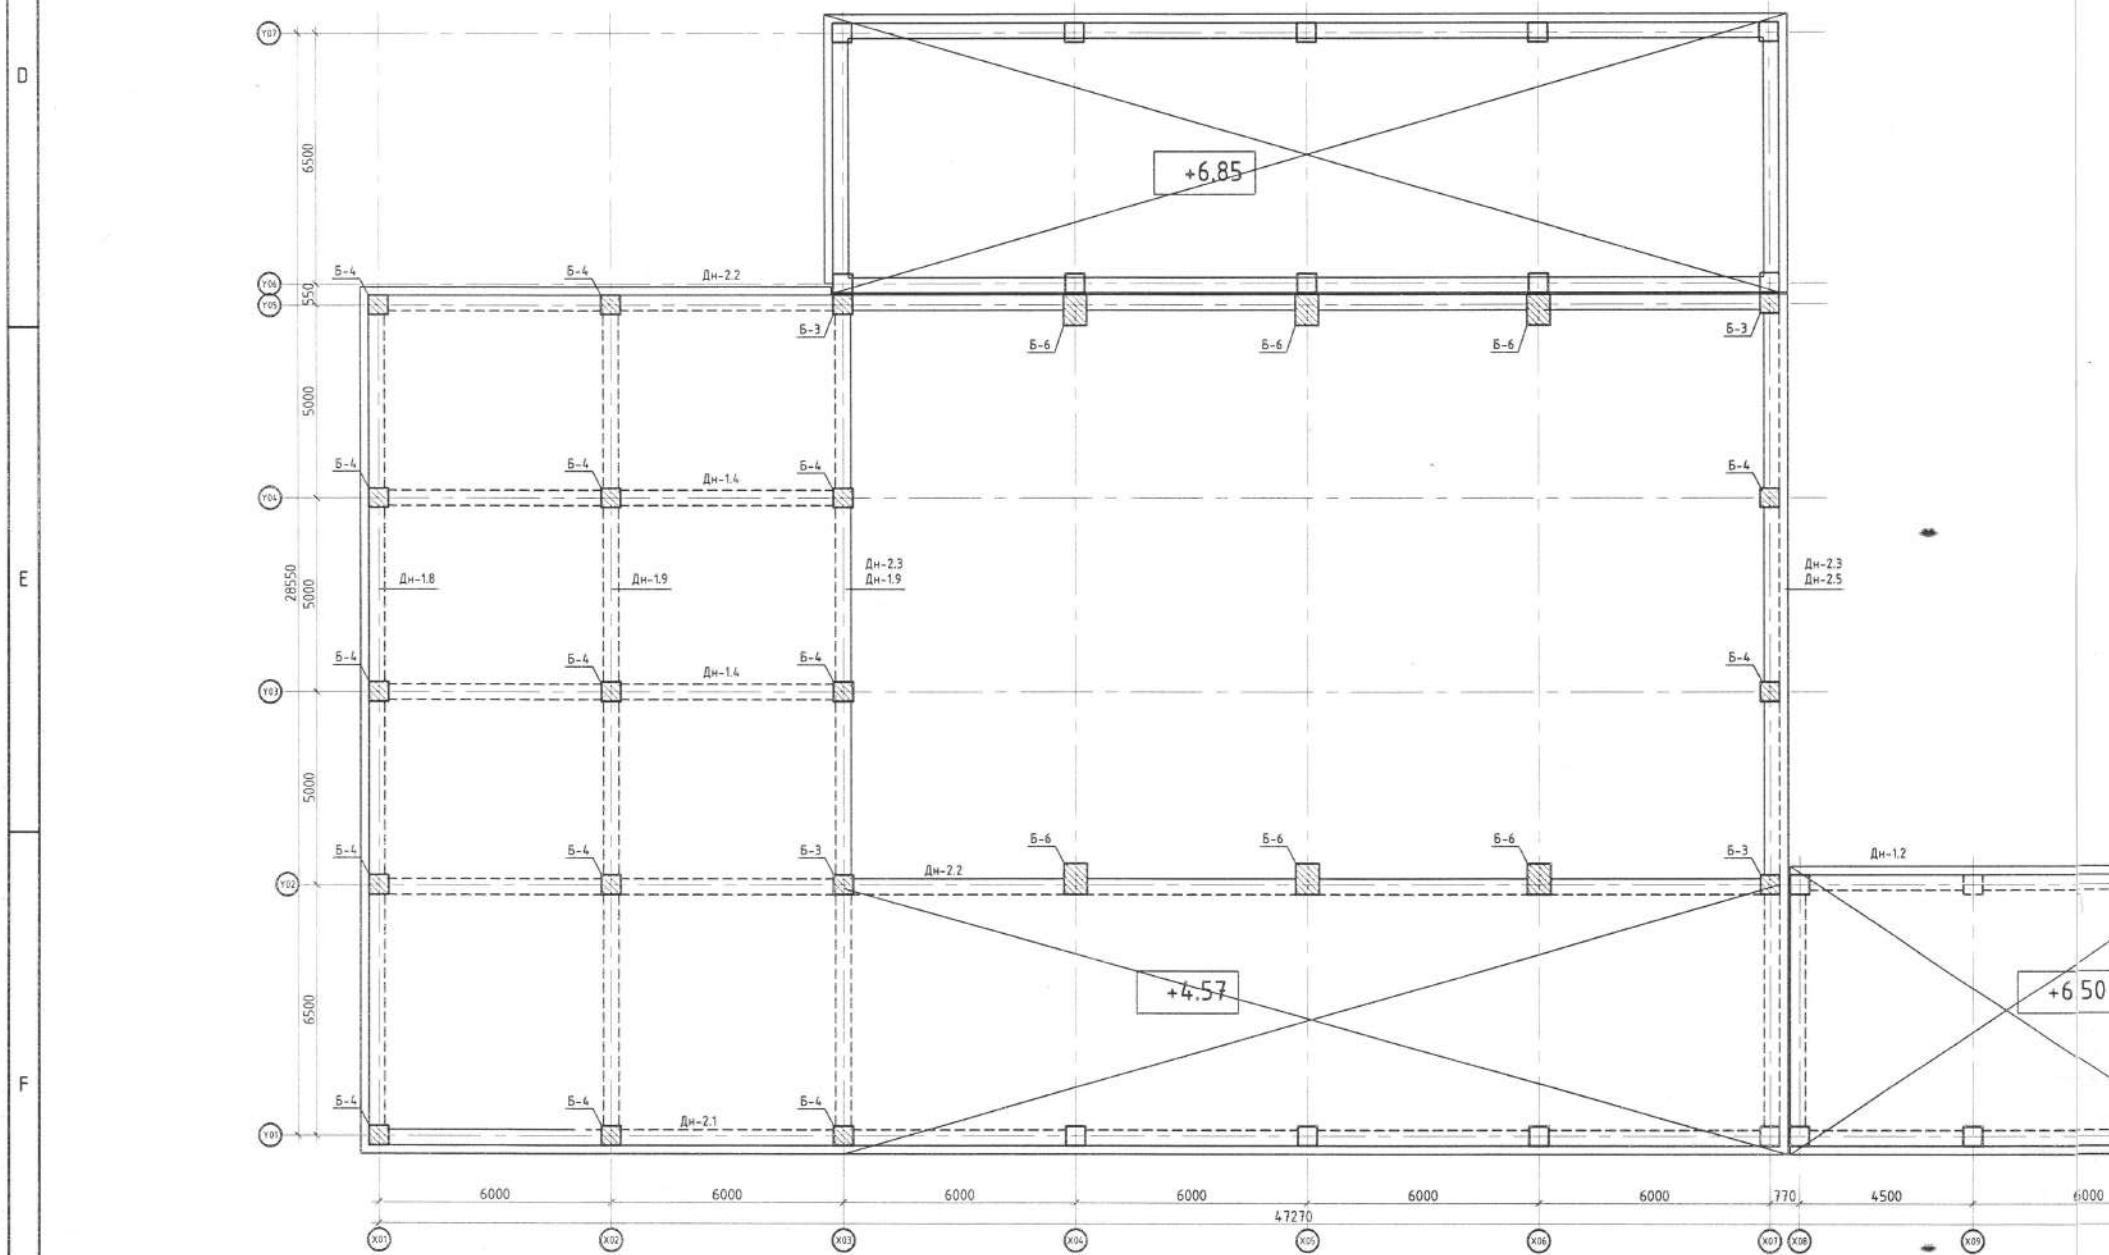 D
Y07
6500
+6.85
Б-4
Б-4
Дн-2.2
Y06
550
Y05
Б-3
Б-6
Б-6
Б-6
Б-3
5000
Б-4
Б-4
Дн-1.4
Б-4
Б-4
Y04
E
28550
5000
Дн-1.8
Дн-1.9
Дн-2.3
Дн-1.9
Дн-2.3
Дн-2.5
Б-4
Б-4
Дн-1.4
Б-4
Б-4
Y03
5000
Б-4
Б-4
Б-3
Дн-2.2
Б-6
Б-6
Б-6
Б-3
Дн-1.2
Y02
+4.57
+6.50
6500
F
Б-4
Б-4
Дн-2.1
Б-4
Y01
6000
6000
6000
6000
6000
6000
770
4500
6000
47270
X01
X02
X03
X04
X05
X06
X07
X08
X09